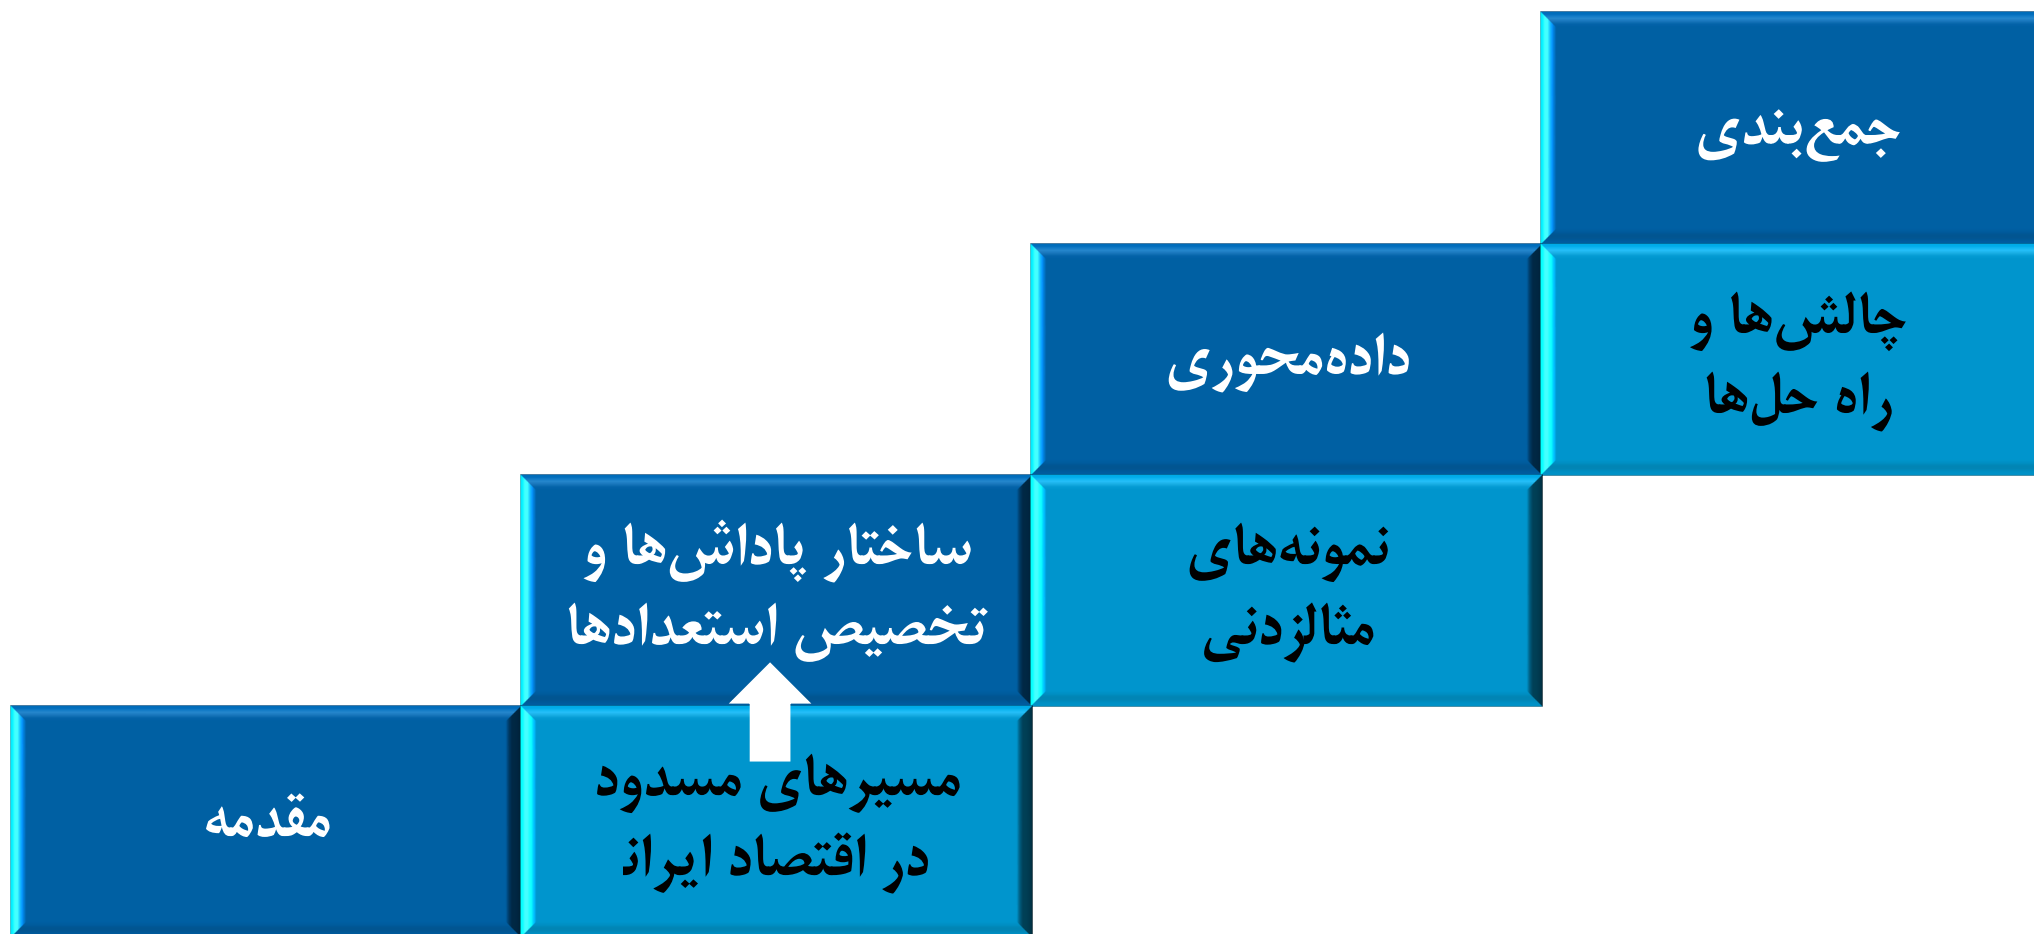 جمع‌بندی
چالش‌ها و
راه حل‌ها
داده‌محوری
نمونه‌های
مثالزدنی
ساختار پاداش‌ها و
تخصیص استعدادها
مسیرهای مسدود
در اقتصاد ایران
مقدمه